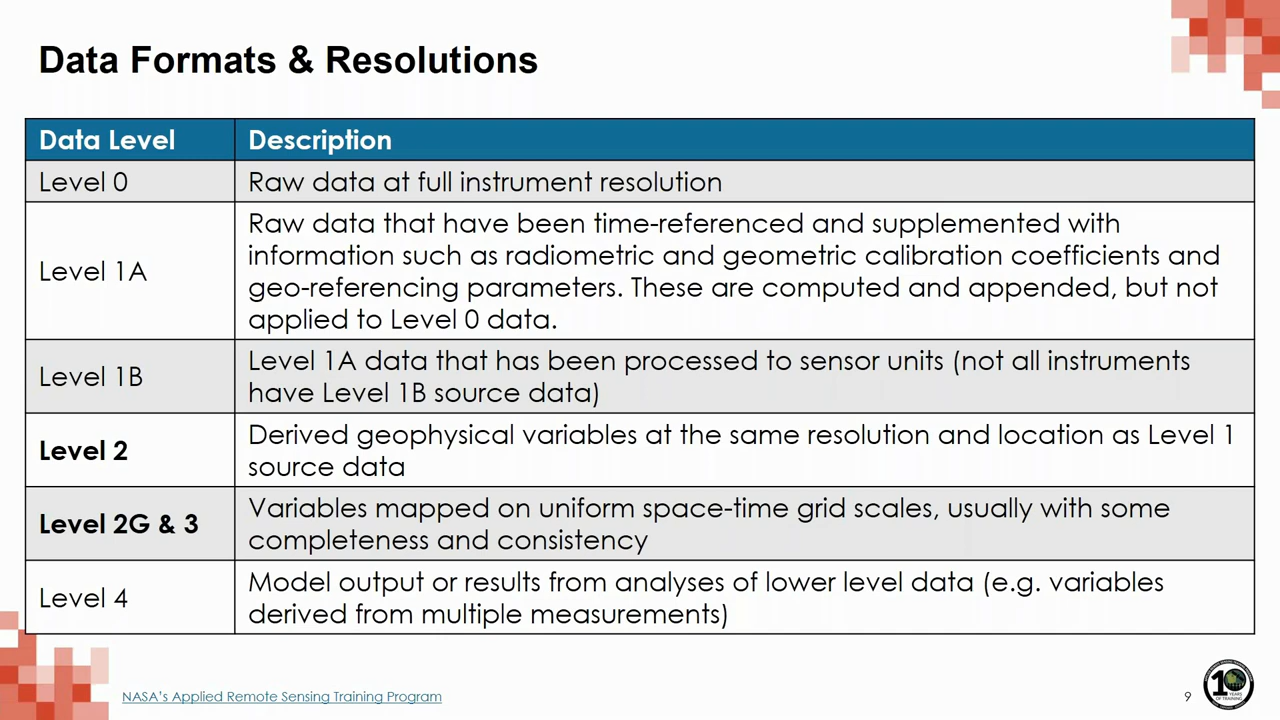 Data Formats & Resolutions
Data Level
Description
Level 0
Raw data at full instrument resolution
Level 1A
Raw data that have been time-referenced and supplemented with
information such as radiometric and geometric calibration coefficients and
geo-referencing parameters. These are computed and appended, but not
applied to Level 0 data.
Level 1B
Level 1A data that has been processed to sensor units (not all instruments
have Level 1B source data)
Level 2
Derived geophysical variables at the same resolution and location as Level 1
source data
Level 2G & 3
Variables mapped on uniform space-time grid scales, usually with some
completeness and consistency
Level 4
Model output or results from analyses of lower level data (e.g. variables
derived from multiple measurements)
NASA's Applied Remote Sensing Training Program
9
10
YEARS
OF TRAINING